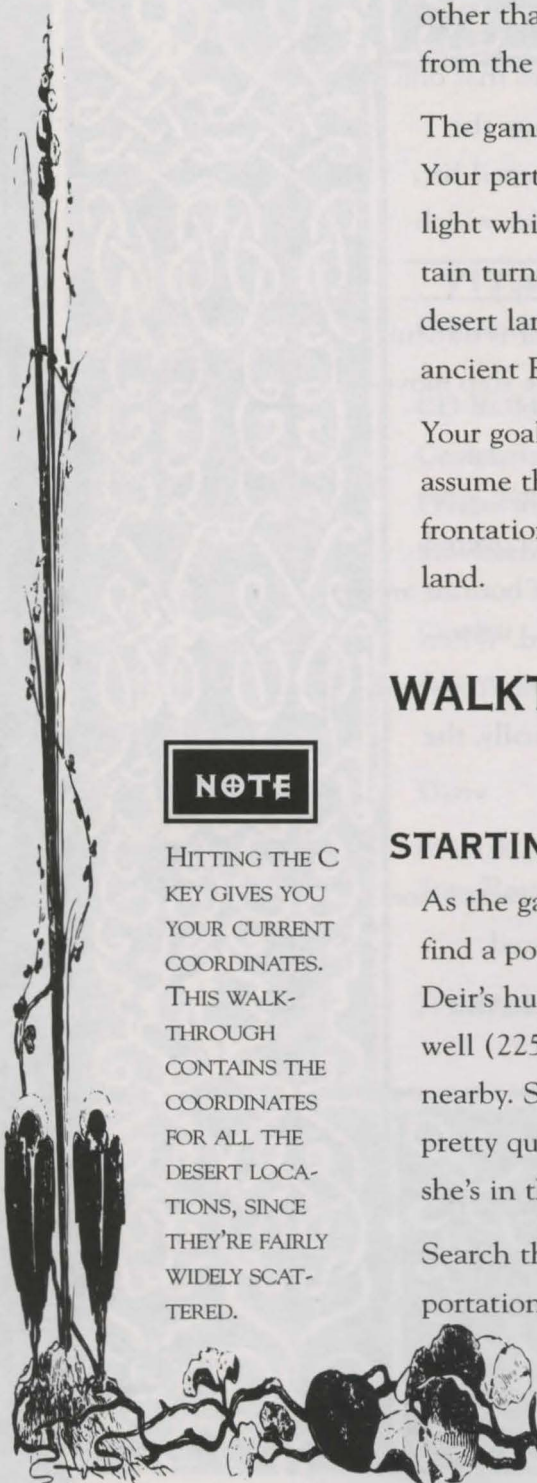 other tha
from the
The gam
Your part
light whi
tain turn
desert lan
ancient E
Your goal
assume th
frontation
land.
WALKT
NOTE
HITTING THE C
KEY GIVES YOU
YOUR CURRENT
COORDINATES.
THIS WALK-
THROUGH
CONTAINS THE
COORDINATES
FOR ALL THE
DESERT LOCA-
TIONS, SINCE
THEY'RE FAIRLY
WIDELY SCAT-
TERED.
STARTIN
As the ga
find a po
Deir's hu
well (225
nearby. S
pretty qu
she's in th
Search th
portation